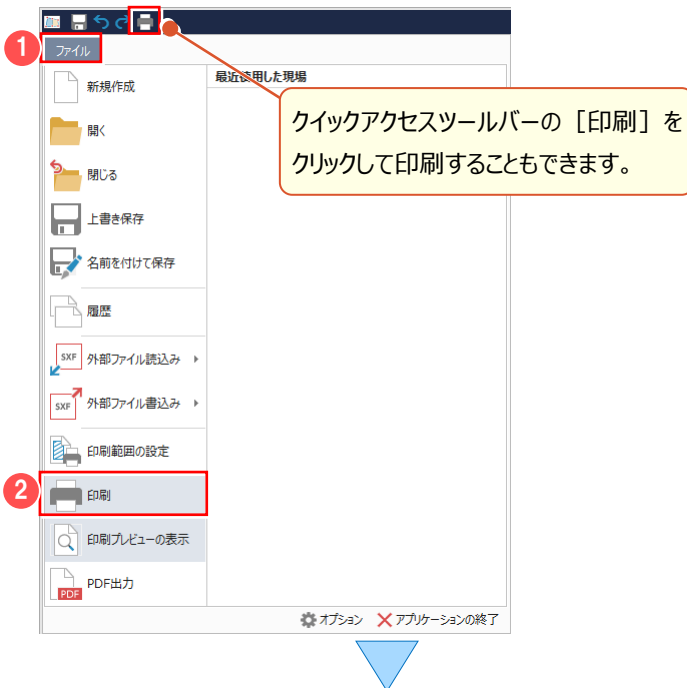 1
ファイル
新規作成
最近使用した現場
クイックアクセスツールバーの［印刷］を
クリックして印刷することもできます。
開く
閉じる
上書き保存
名前を付けて保存
履歴
SXF 外部ファイル読込み
SXF 外部ファイル書込み
印刷範囲の設定
2
印刷
印刷プレビューの表示
PDF PDF出力
オプション アプリケーションの終了